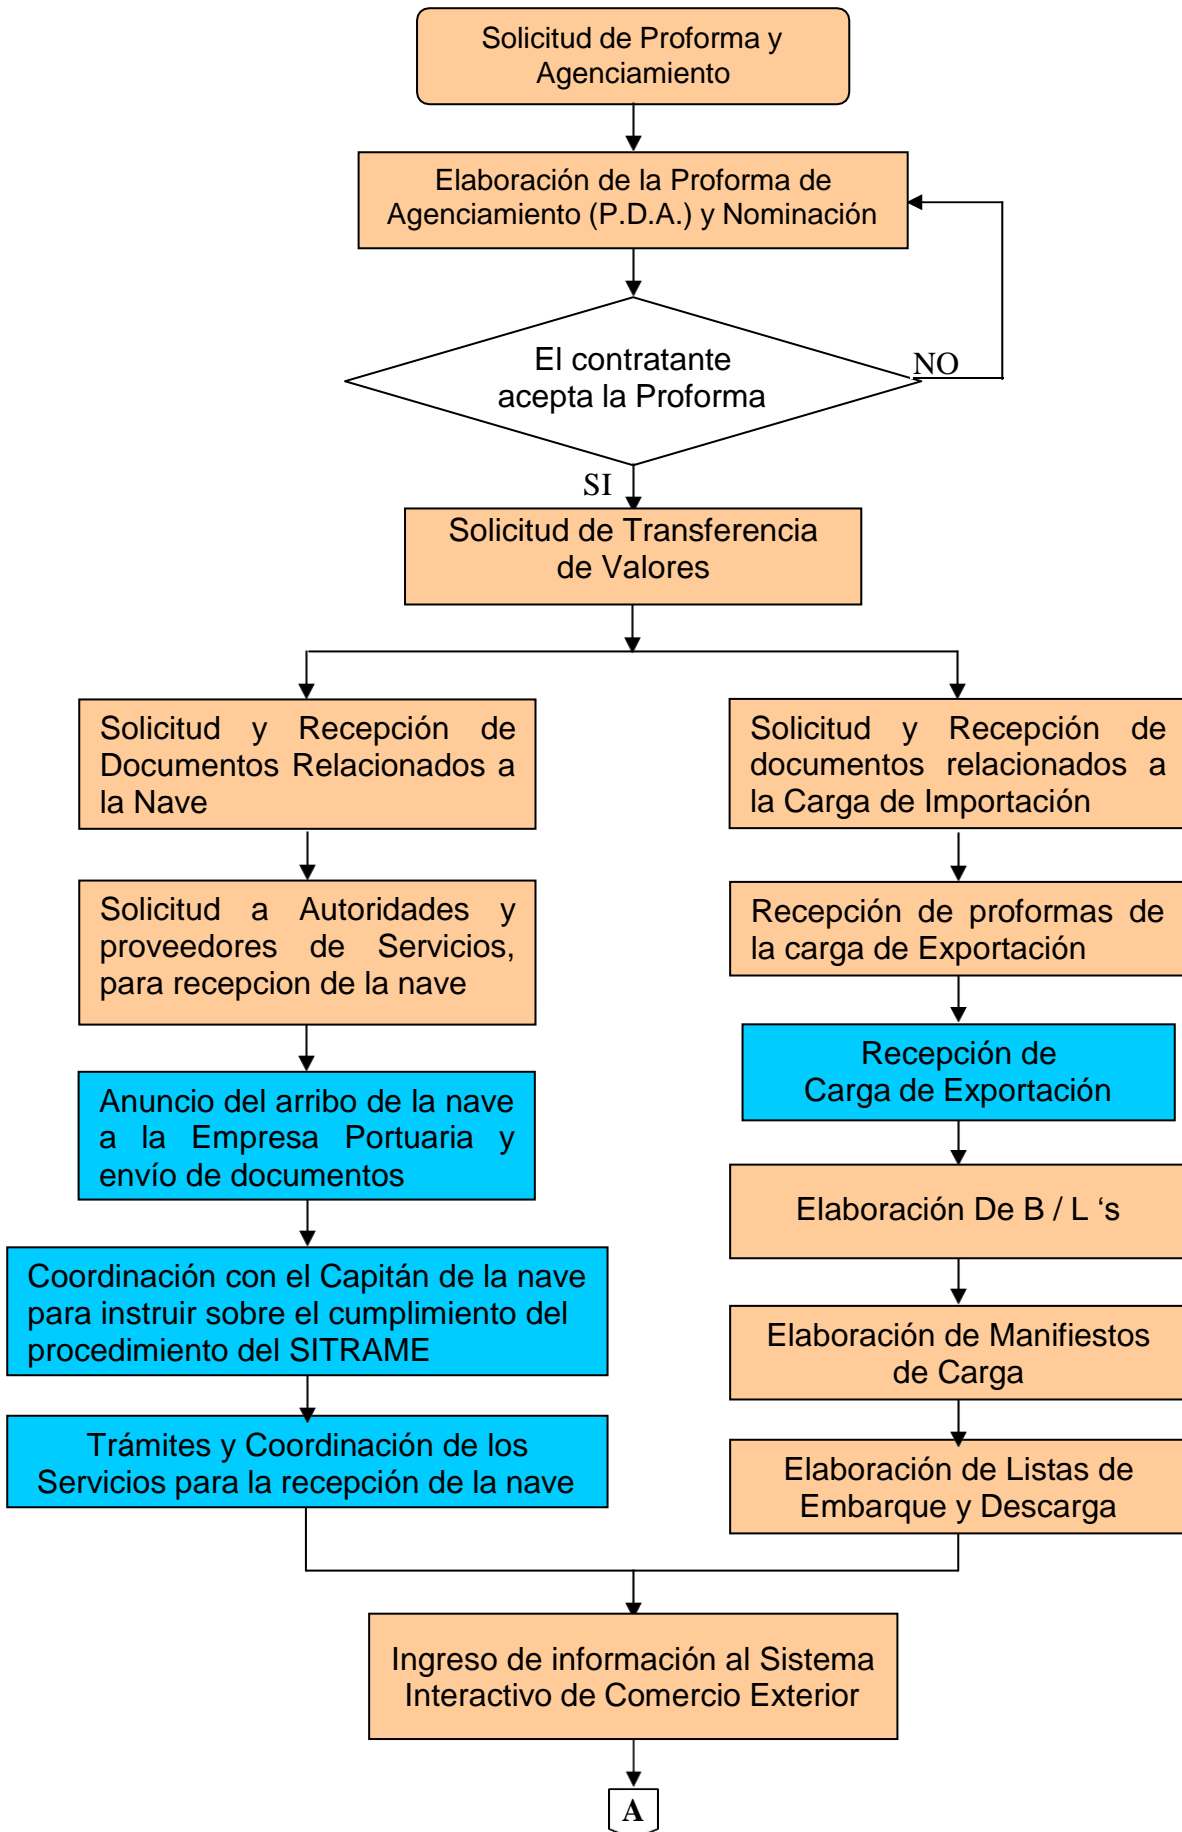 Solicitud de Proforma y
Agenciamiento
Elaboración de la Proforma de
Agenciamiento (P.D.A.) y Nominación
El contratante
acepta la Proforma
NO
SI
Solicitud de Transferencia
de Valores
Solicitud y Recepción de
Documentos Relacionados a
la Nave
Solicitud a Autoridades y
proveedores de Servicios,
para recepcion de la nave
Anuncio del arribo de la nave
a la Empresa Portuaria y
envío de documentos
Coordinación con el Capitán de la nave
para instruir sobre el cumplimiento del
procedimiento del SITRAME
Trámites y Coordinación de los
Servicios para la recepción de la nave
Solicitud y Recepción de
documentos relacionados a
la Carga de Importación
Recepción de proformas de
la carga de Exportación
Recepción de
Carga de Exportación
Elaboración De B / L ‘s
Elaboración de Manifiestos
de Carga
Elaboración de Listas de
Embarque y Descarga
Ingreso de información al Sistema
Interactivo de Comercio Exterior
A